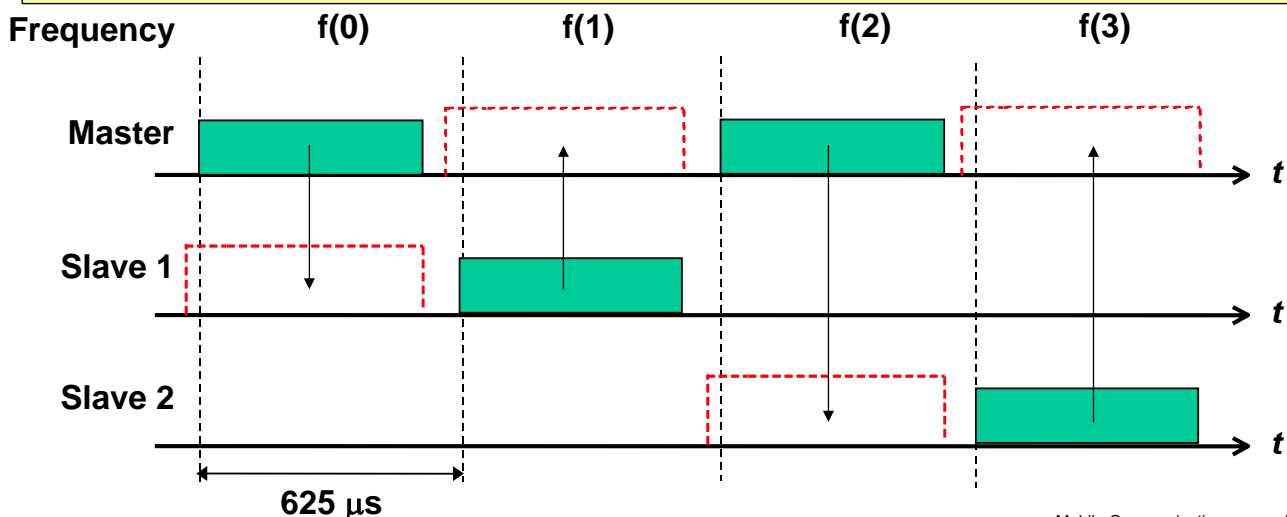 Frequency f(0) f(1) f(2) f(3)
Master
t
Slave 1
t
Slave 2
t
625 μs